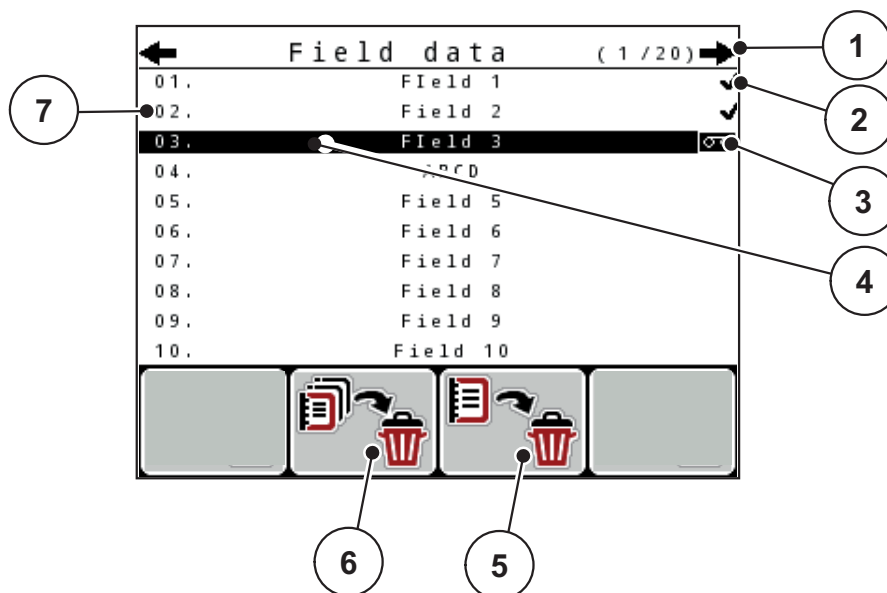 Field data (1/20)
01. FIeld 1
02. Field 2
03. FIeld 3
04. ABCD
05. Field 5
06. Field 6
07. Field 7
08. Field 8
09. Field 9
10. Field 10
1
2
3
4
5
6
7